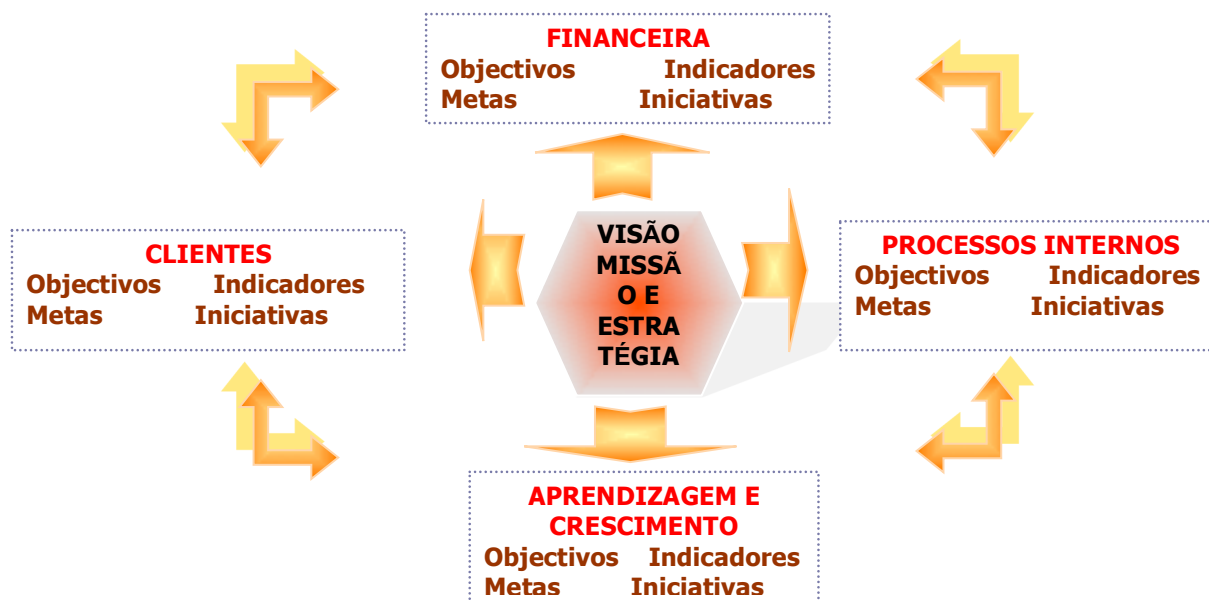 FINANCEIRA
Objectivos Indicadores
Metas Iniciativas
CLIENTES
Objectivos Indicadores
Metas Iniciativas
VISÃO
MISSÃ
O E
ESTRA
TÉGIA
PROCESSOS INTERNOS
Objectivos Indicadores
Metas Iniciativas
APRENDIZAGEM E
CRESCIMENTO
Objectivos Indicadores
Metas Iniciativas